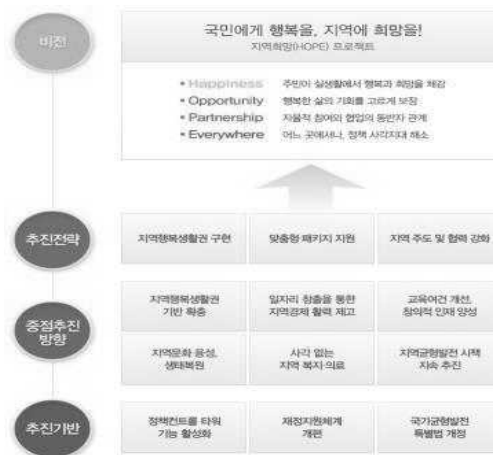 비전
국민에게 행복을, 지역에 희망을!
지역희망(HOPE) 프로젝트
• Happiness 주민이 실생활에서 행복과 희망을 체감
• Opportunity 행복한 삶의 기회를 고르게 보장
• Partnership 자율적 참여와 협업의 동반자 관계
• Everywhere 어느 곳에서나, 정책 사각지대 해소
추진전략
지역행복생활권 구현
맞춤형 패키지 지원
지역 주도 및 협력 강화
중점추진
방향
지역행복생활권
기반 확충
일자리 창출을 통한
지역경제 활력 제고
교육여건 개선,
창의적 인재 양성
지역문화 융성,
생태복원
사각 없는
지역 복지·의료
지역균형발전 시책
지속 추진
추진기반
정책컨트롤 타워
기능 활성화
재정지원체계
개편
국가균형발전
특별법 개정